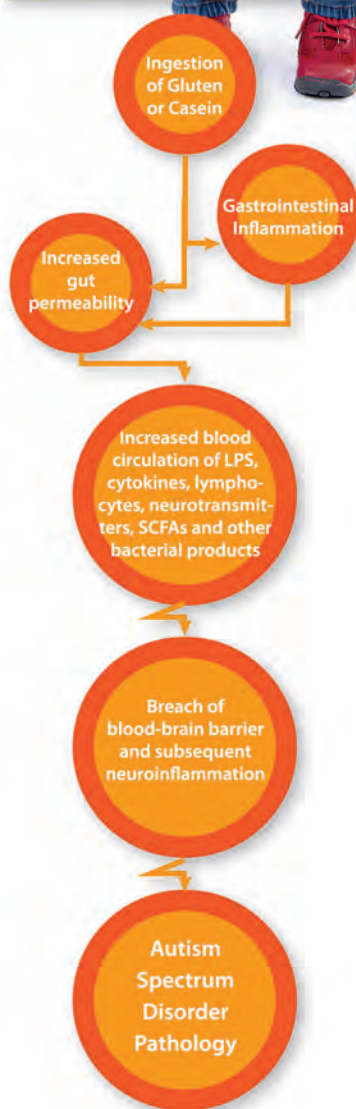 Ingestion
of Gluten
or Casein
Gastrointestinal
Inflammation
Increased
gut
permeability
Increased blood
circulation of LPS,
cytokines, lympho-
cytes, neurotransmit-
ters, SCFAs and other
bacterial products
Breach of
blood-brain barrier
and subsequent
neuroinflammation
Autism
Spectrum
Disorder
Pathology